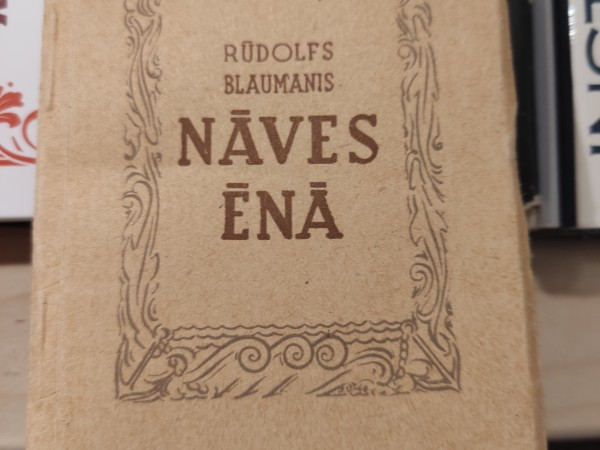 RŪDOLFS
BLAUMANIS
NĀVES
ĒNĀ